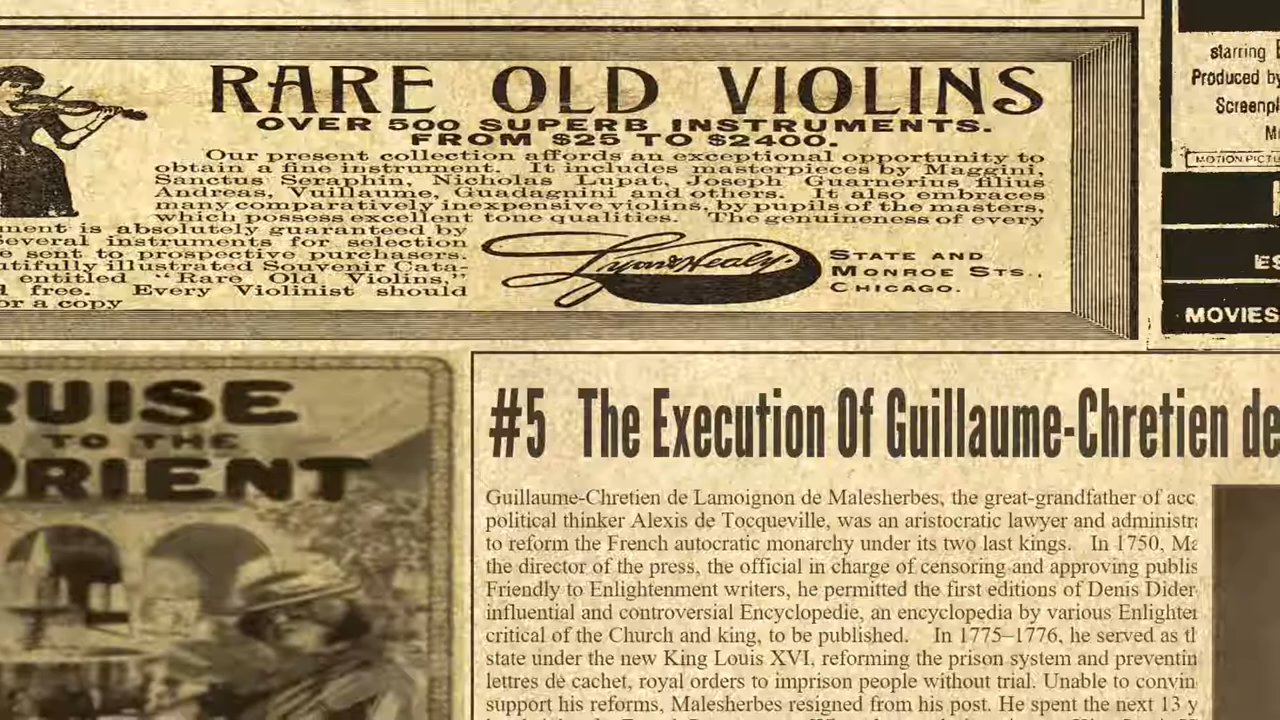 RARE OLD VIOLINS
OVER 500 SUPERB INSTRUMENTS.
FROM $25 TO $2400.
Our present collection affords an exceptional opportunity to
obtain a fine instrument. It includes masterpieces by Maggini,
Sanctus Seraphin, Nicholas Lupat, Joseph Guarnerius filius
Andreas, Vuillaume, Guadagnini and others. It also embraces
many comparatively inexpensive violins, by pupils of the masters,
which possess excellent tone qualities. The genuineness of every
ment is absolutely guaranteed by
Several instruments for selection
e sent to prospective purchasers.
utifully illustrated Souvenir Cata-
entitled "Rare Old Violins,"
l free. Every Violinist should
or a copy
Lyon & Healy.
STATE AND
MONROE STS.,
CHICAGO.
starring
Produced by
Screenpl
MOTION PICTU
ES
MOVIES
RUISE
TO THE
ORIENT
#5 The Execution Of Guillaume-Chretien de
Guillaume-Chretien de Lamoignon de Malesherbes, the great-grandfather of acc
political thinker Alexis de Tocqueville, was an aristocratic lawyer and administra
to reform the French autocratic monarchy under its two last kings. In 1750, Ma
the director of the press, the official in charge of censoring and approving publis
Friendly to Enlightenment writers, he permitted the first editions of Denis Dider
influential and controversial Encyclopedie, an encyclopedia by various Enlighten
critical of the Church and king, to be published. In 1775–1776, he served as th
state under the new King Louis XVI, reforming the prison system and preventin
lettres de cachet, royal orders to imprison people without trial. Unable to convin
support his reforms, Malesherbes resigned from his post. He spent the next 13 y